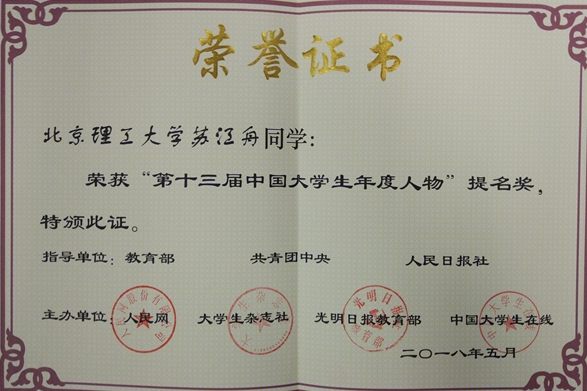 荣誉证书
北京理工大学苏江舟同学：
荣获“第十三届中国大学生年度人物”提名奖，
特颁此证。
指导单位：教育部 共青团中央 人民日报社
主办单位：人民网 大学生杂志社 光明日报教育部 中国大学生在线
二〇一八年五月